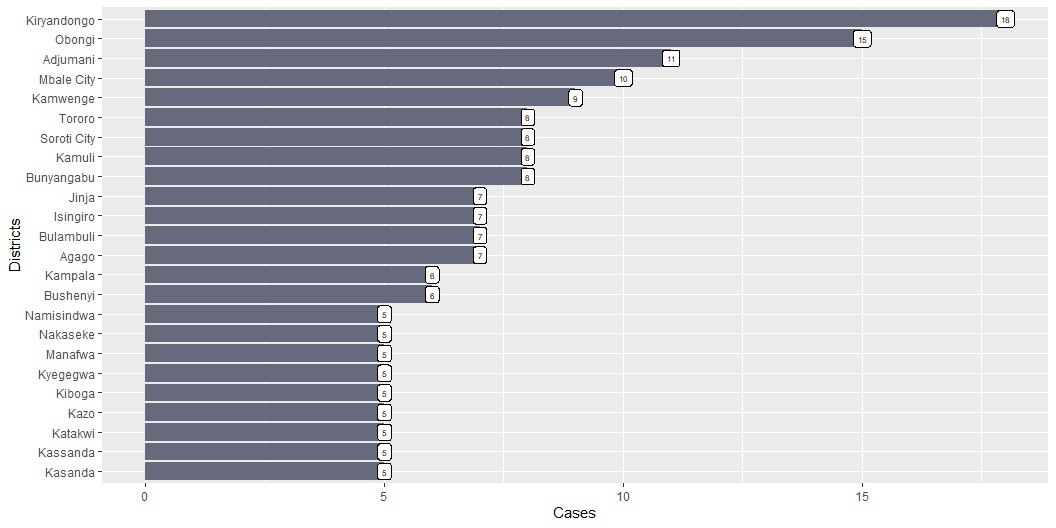 Districts
Kiryandongo 18
Obongi 15
Adjumani 11
Mbale City 10
Kamwenge 9
Tororo 8
Soroti City 8
Kamuli 8
Bunyangabu 8
Jinja 7
Isingiro 7
Bulambuli 7
Agago 7
Kampala 6
Bushenyi 6
Namisindwa 5
Nakaseke 5
Manafwa 5
Kyegegwa 5
Kiboga 5
Kazo 5
Katakwi 5
Kassanda 5
Kasanda 5
0 5 10 15
Cases